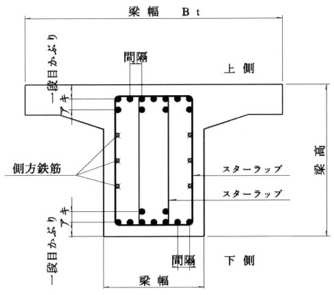 梁幅 Bt
間隔
上側
一段目かぶり
アキ
側方鉄筋
スターラップ
梁高
スターラップ
アキ
一段目かぶり
間隔
下側
梁幅